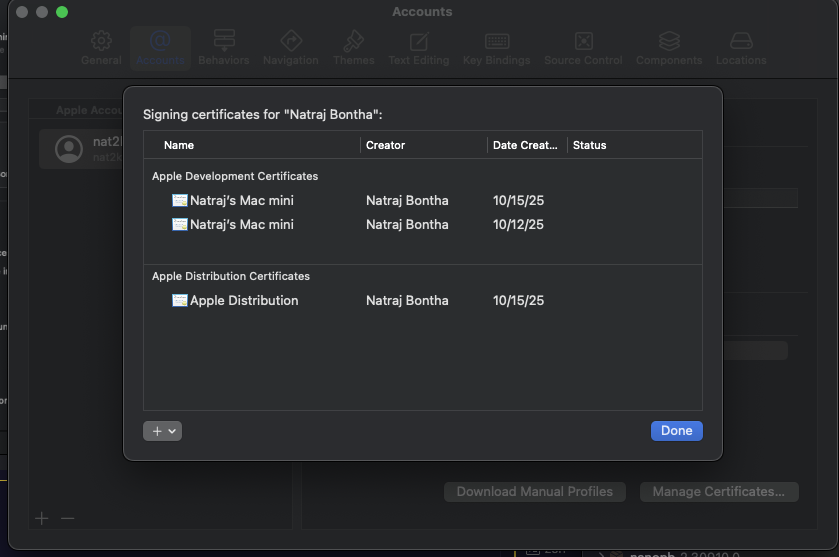 Accounts
General Accounts Behaviors Navigation Themes Text Editing Key Bindings Source Control Components Locations
Apple Accou
Signing certificates for "Natraj Bontha":
Name Creator Date Creat... Status
nat2
nat2k
Apple Development Certificates
Natraj's Mac mini Natraj Bontha 10/15/25
Natraj's Mac mini Natraj Bontha 10/12/25
Apple Distribution Certificates
Apple Distribution Natraj Bontha 10/15/25
Done
Download Manual Profiles Manage Certificates...